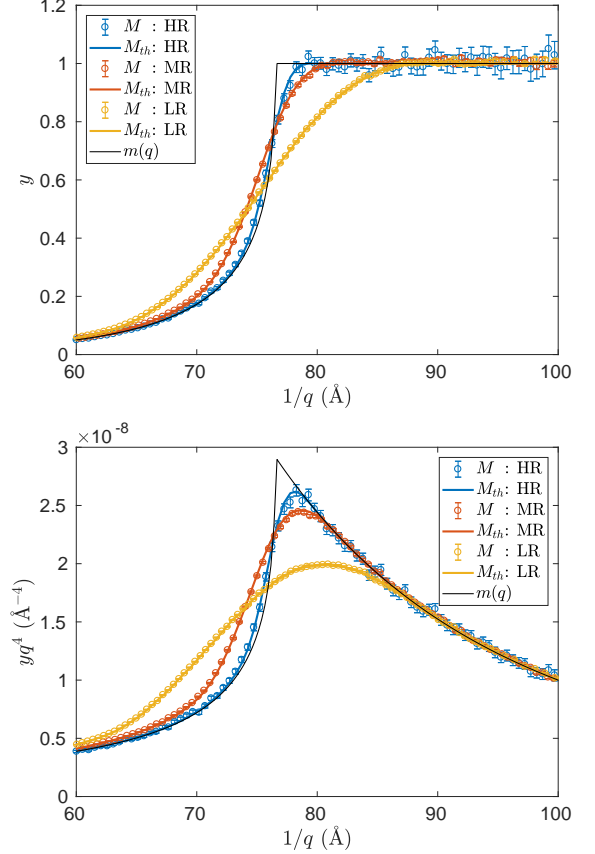 1.2
1
0.8
0.6
0.4
0.2
0
y
M : HR
M_th: HR
M : MR
M_th: MR
M : LR
M_th: LR
m(q)
60 70 80 90 100
1/q (Å)
×10^-8
3
2.5
2
1.5
1
0.5
0
yq^4 (Å^−4)
M : HR
M_th: HR
M : MR
M_th: MR
M : LR
M_th: LR
m(q)
60 70 80 90 100
1/q (Å)